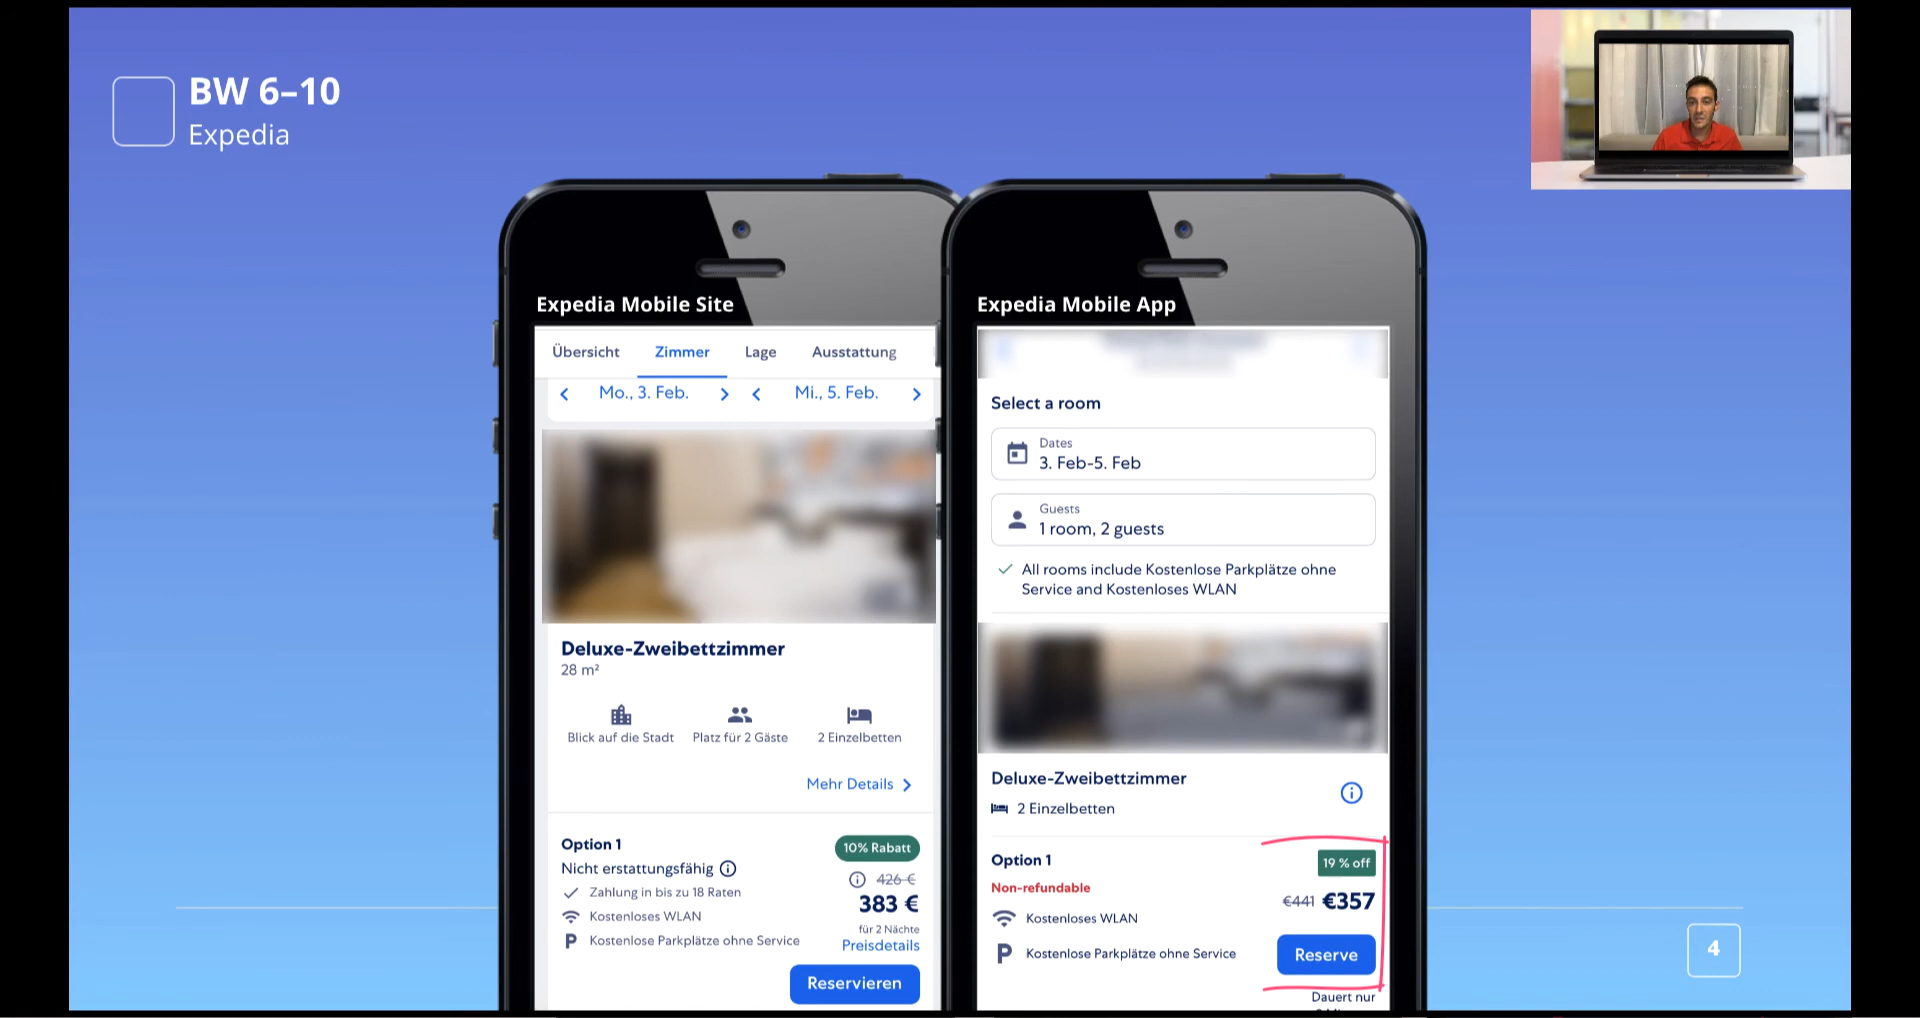 BW 6–10
Expedia
Expedia Mobile Site
Übersicht Zimmer Lage Ausstattung
Mo., 3. Feb. Mi., 5. Feb.
Deluxe-Zweibettzimmer
28 m²
Blick auf die Stadt Platz für 2 Gäste 2 Einzelbetten
Mehr Details
Option 1
10% Rabatt
Nicht erstattungsfähig
426 €
Zahlung in bis zu 18 Raten
383 €
Kostenloses WLAN
für 2 Nächte
Kostenlose Parkplätze ohne Service
Preisdetails
Reservieren
Expedia Mobile App
Select a room
Dates
3. Feb-5. Feb
Guests
1 room, 2 guests
All rooms include Kostenlose Parkplätze ohne
Service and Kostenloses WLAN
Deluxe-Zweibettzimmer
2 Einzelbetten
Option 1
19 % off
Non-refundable
€441 €357
Kostenloses WLAN
P Kostenlose Parkplätze ohne Service
Reserve
Dauert nur
4